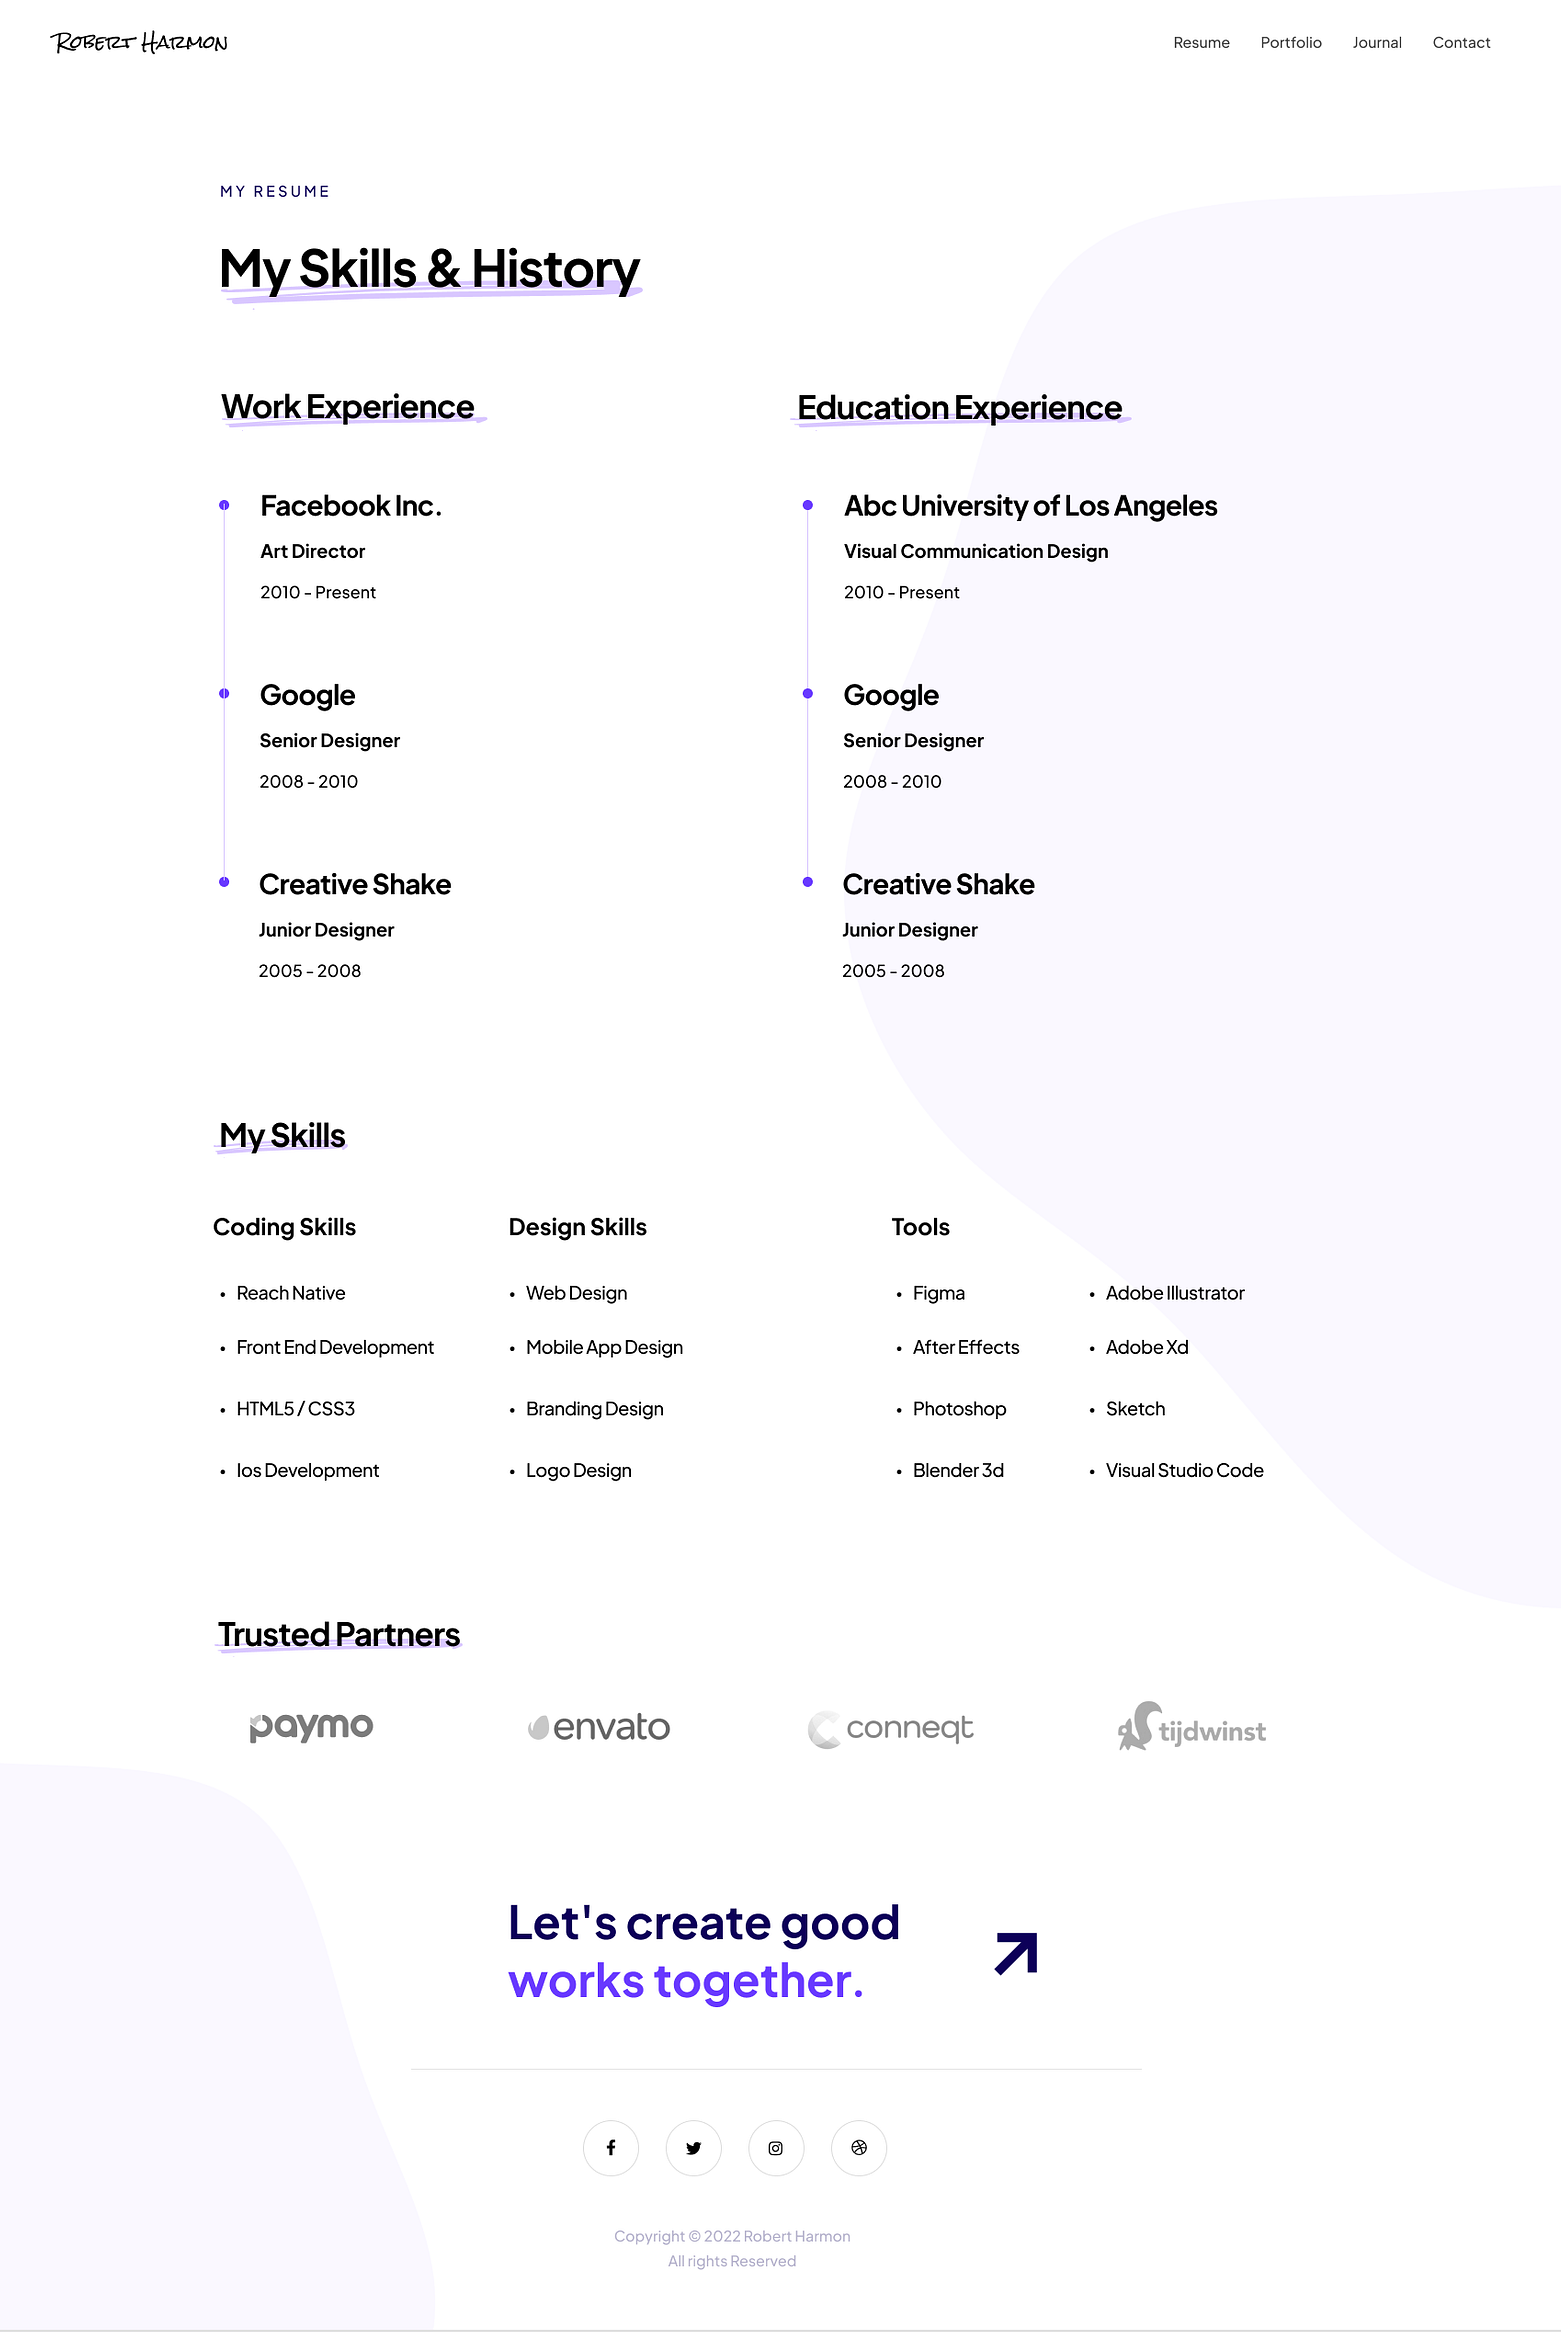 Robert Harmon
Resume Portfolio Journal Contact
MY RESUME
My Skills & History
Work Experience
Facebook Inc.
Art Director
2010 - Present
Google
Senior Designer
2008 - 2010
Creative Shake
Junior Designer
2005 - 2008
Education Experience
Abc University of Los Angeles
Visual Communication Design
2010 - Present
Google
Senior Designer
2008 - 2010
Creative Shake
Junior Designer
2005 - 2008
My Skills
Coding Skills
• Reach Native
• Front End Development
• HTML5 / CSS3
• Ios Development
Design Skills
• Web Design
• Mobile App Design
• Branding Design
• Logo Design
Tools
• Figma
• After Effects
• Photoshop
• Blender 3d
• Adobe Illustrator
• Adobe Xd
• Sketch
• Visual Studio Code
Trusted Partners
paymo
envato
conneqt
tijdwinst
Let's create good
works together.
Copyright © 2022 Robert Harmon
All rights Reserved